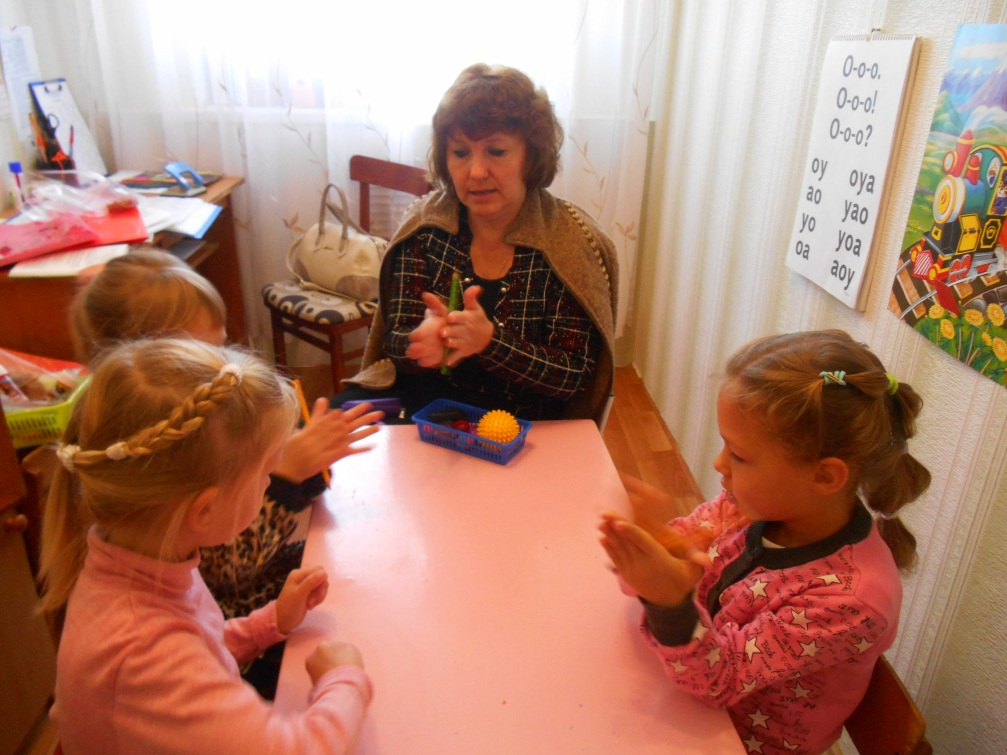 О-о-о.
О-о-о!
О-о-о?
оу оуа
ао уао
уо уоа
оа аоу